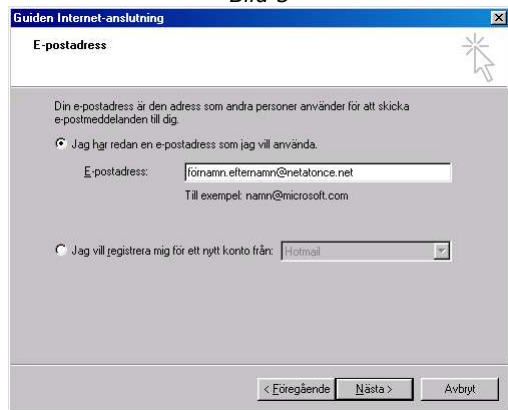 Guiden Internet-anslutning
E-postadress
Din e-postadress är den adress som andra personer använder för att skicka
e-postmeddelanden till dig.
Jag har redan en e-postadress som jag vill använda.
E-postadress: förnamn.efternamn@netatonce.net
Till exempel: namn@microsoft.com
Jag vill registrera mig för ett nytt konto från: Hotmail
< Föregående Nästa > Avbryt